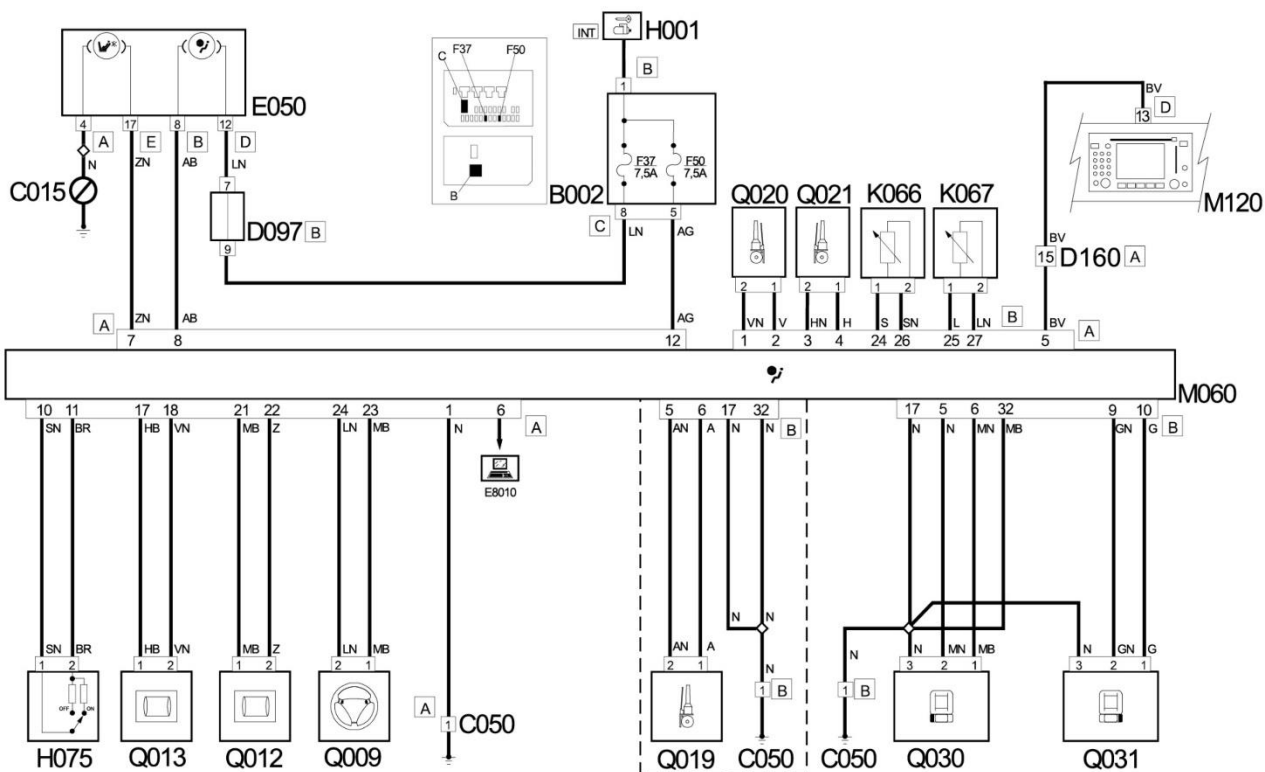 INT H001
C F37 F50
B
B
1
E050
4 17 8 12
A E B D
N ZN AB LN
C015
7
D097 B
9
F37 7,5A F50 7,5A
B002
8 5
C
LN AG
BV
13 D
M120
Q020 Q021 K066 K067
BV
15 D160 A
2 1 2 1 1 2 1 2
VN V HN H S SN L LN B BV A
A ZN AB AG
7 8 12 1 2 3 4 24 26 25 27 5
M060
10 11 17 18 21 22 24 23 1 6 5 6 17 32 17 5 6 32 9 10
SN BR HB VN MB Z LN MB N A AN A N N B N N MN MB GN G B
E8010
N N
SN BR HB VN MB Z LN MB AN A N N N MN MB N GN G
1 2 1 2 1 2 2 1 2 1 1 B 1 B 3 2 1 3 2 1
OFF ON
A 1 C050
H075 Q013 Q012 Q009 Q019 C050 C050 Q030 Q031